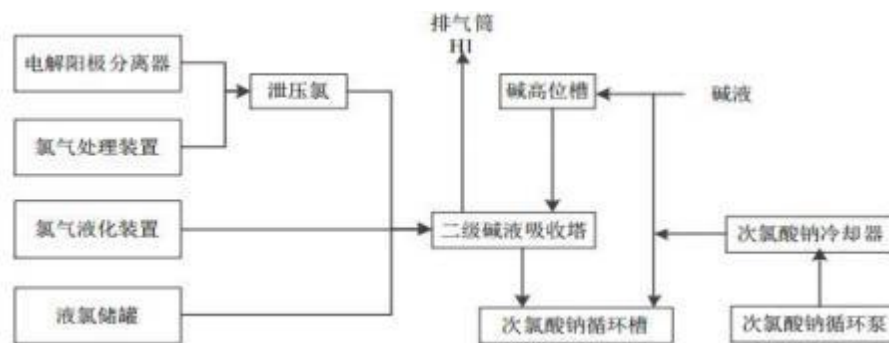 排气筒
H1
电解阳极分离器
泄压氯
碱高位槽
碱液
氯气处理装置
氯气液化装置
二级碱液吸收塔
次氯酸钠冷却器
液氯储罐
次氯酸钠循环槽
次氯酸钠循环泵